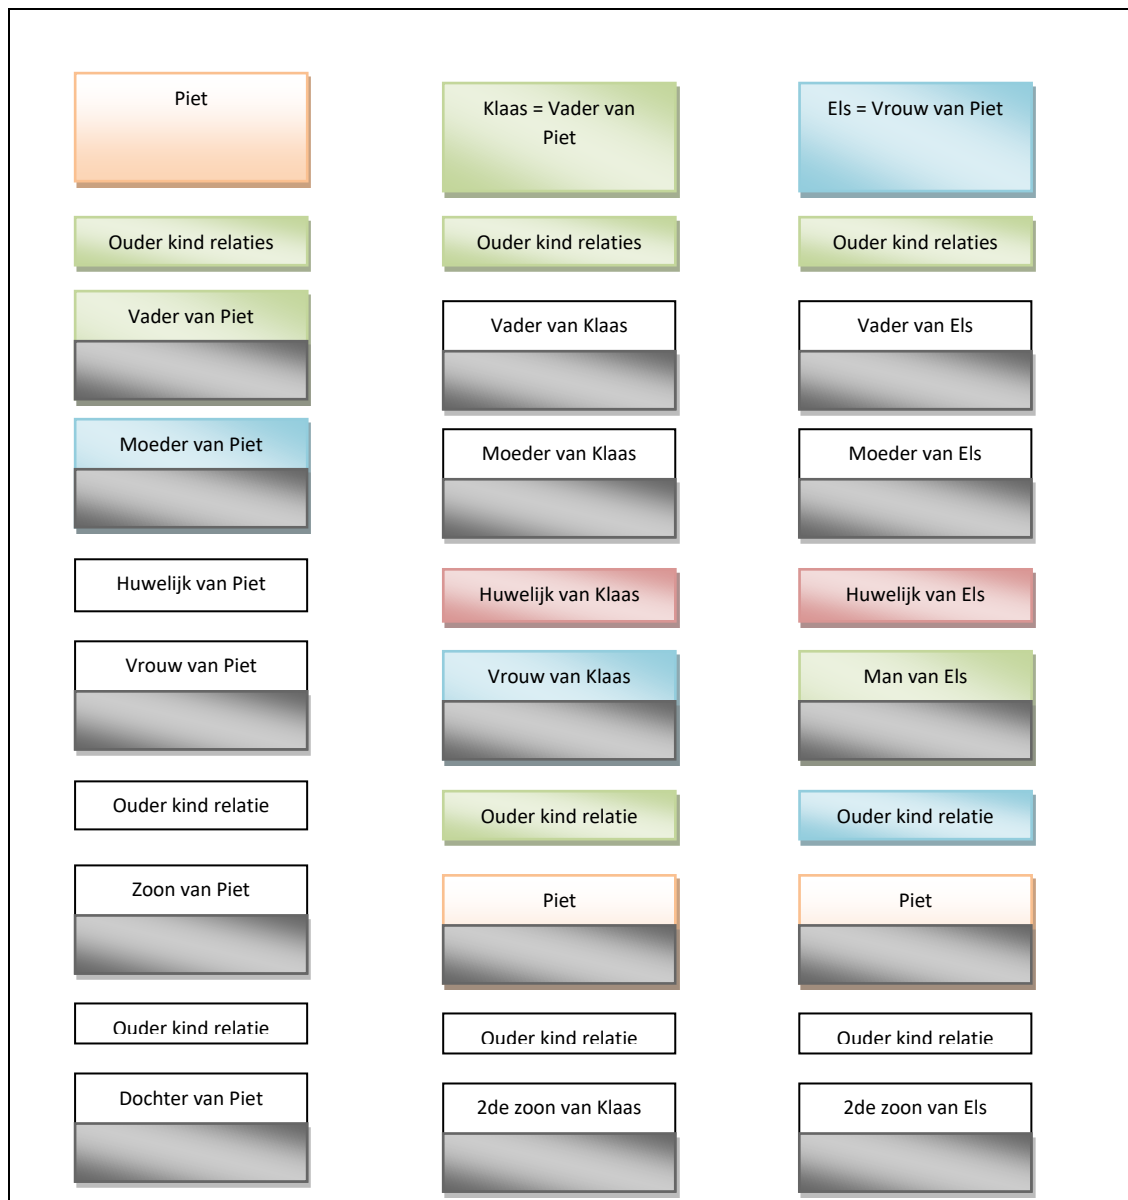 Piet
Ouder kind relaties
Vader van Piet
Moeder van Piet
Huwelijk van Piet
Vrouw van Piet
Ouder kind relatie
Zoon van Piet
Ouder kind relatie
Dochter van Piet
Klaas = Vader van
Piet
Ouder kind relaties
Vader van Klaas
Moeder van Klaas
Huwelijk van Klaas
Vrouw van Klaas
Ouder kind relatie
Piet
Ouder kind relatie
2de zoon van Klaas
Els = Vrouw van Piet
Ouder kind relaties
Vader van Els
Moeder van Els
Huwelijk van Els
Man van Els
Ouder kind relatie
Piet
Ouder kind relatie
2de zoon van Els